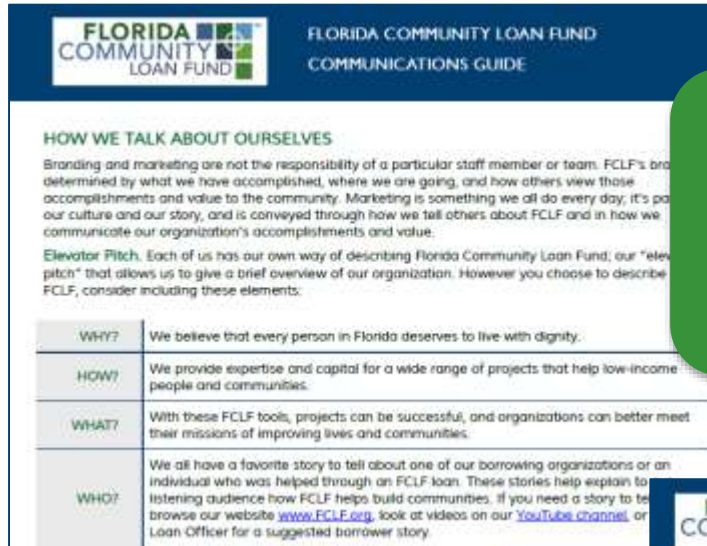 FLORIDA
COMMUNITY
LOAN FUND
FLORIDA COMMUNITY LOAN FUND
COMMUNICATIONS GUIDE
HOW WE TALK ABOUT OURSELVES
Branding and marketing are not the responsibility of a particular staff member or team. FCLF's bra
determined by what we have accomplished, where we are going, and how others view those
accomplishments and value to the community. Marketing is something we all do every day; it's pa
our culture and our story, and is conveyed through how we tell others about FCLF and in how we
communicate our organization's accomplishments and value.
Elevator Pitch. Each of us has our own way of describing Florida Community Loan Fund; our "elev
pitch" that allows us to give a brief overview of our organization. However you choose to describe
FCLF, consider including these elements:
WHY?
We believe that every person in Florida deserves to live with dignity.
HOW?
We provide expertise and capital for a wide range of projects that help low-income
people and communities.
WHAT?
With these FCLF tools, projects can be successful, and organizations can better meet
their missions of improving lives and communities.
WHO?
We all have a favorite story to tell about one of our borrowing organizations or an
individual who was helped through an FCLF loan. These stories help explain to
listening audience how FCLF helps build communities. If you need a story to te
browse our website www.FCLF.org, look at videos on our YouTube channel, or
Loan Officer for a suggested borrower story.
CO